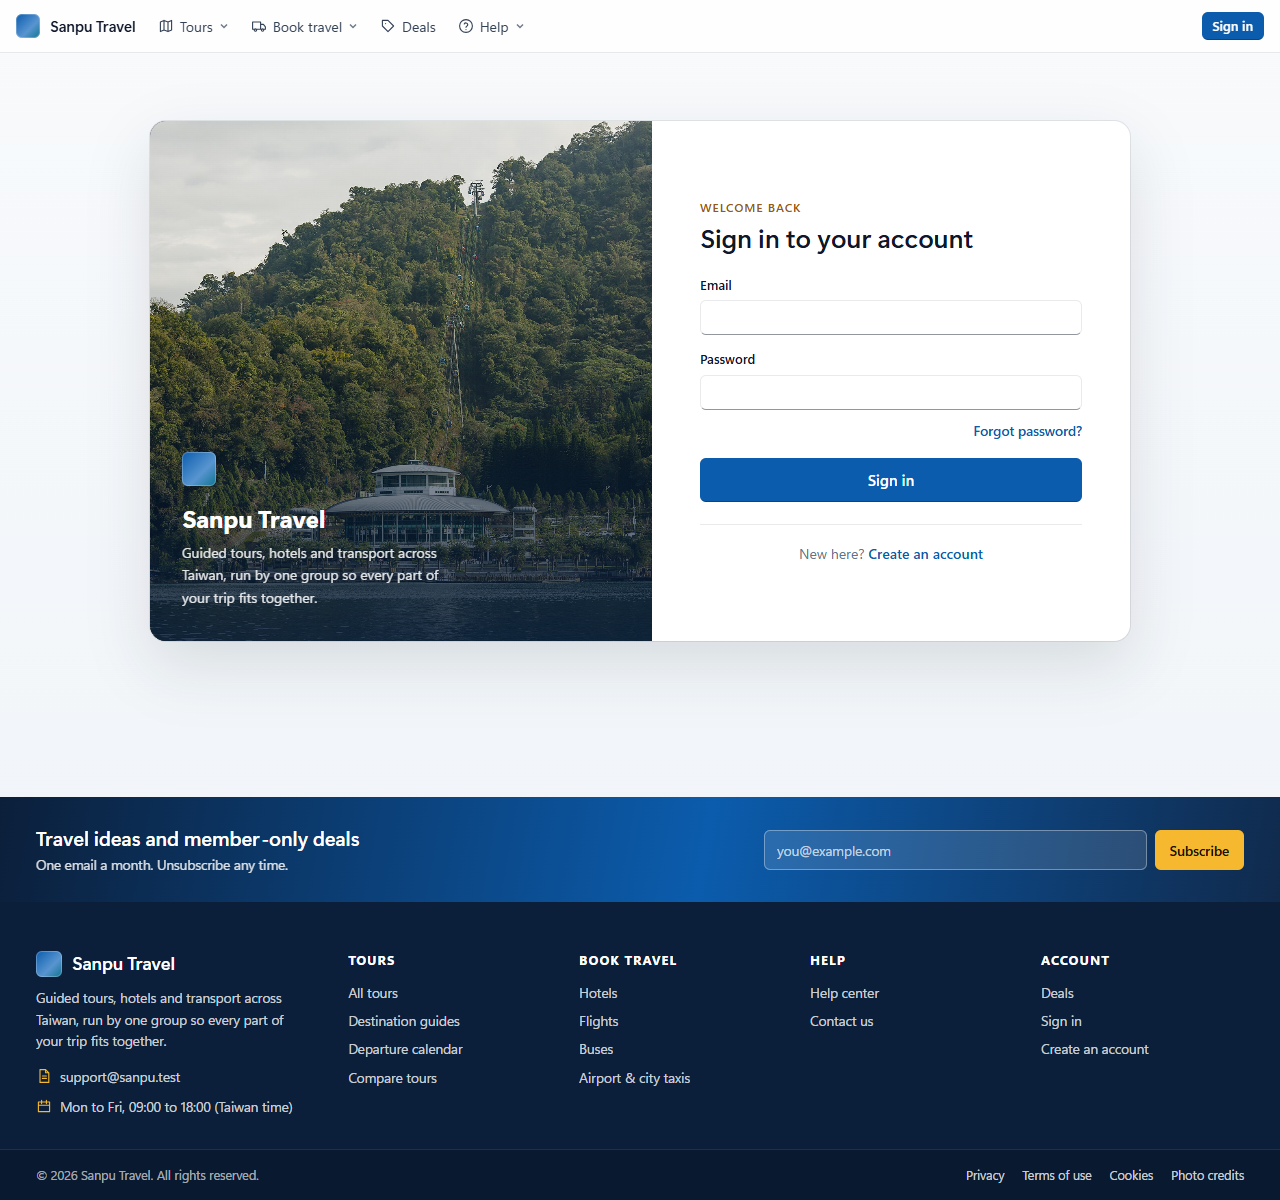 Sanpu Travel
Tours
Book travel
Deals
Help
Sign in
Sanpu Travel
Guided tours, hotels and transport across
Taiwan, run by one group so every part of
your trip fits together.
WELCOME BACK
Sign in to your account
Email
Password
Forgot password?
Sign in
New here? Create an account
Travel ideas and member-only deals
One email a month. Unsubscribe any time.
you@example.com
Subscribe
Sanpu Travel
Guided tours, hotels and transport across
Taiwan, run by one group so every part of
your trip fits together.
support@sanpu.test
Mon to Fri, 09:00 to 18:00 (Taiwan time)
TOURS
All tours
Destination guides
Departure calendar
Compare tours
BOOK TRAVEL
Hotels
Flights
Buses
Airport & city taxis
HELP
Help center
Contact us
ACCOUNT
Deals
Sign in
Create an account
© 2026 Sanpu Travel. All rights reserved.
Privacy
Terms of use
Cookies
Photo credits